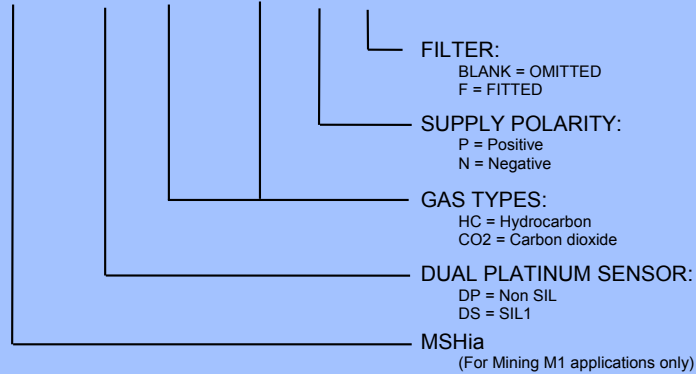 FILTER:
BLANK = OMITTED
F = FITTED
SUPPLY POLARITY:
P = Positive
N = Negative
GAS TYPES:
HC = Hydrocarbon
CO2 = Carbon dioxide
DUAL PLATINUM SENSOR:
DP = Non SIL
DS = SIL1
MSHia
(For Mining M1 applications only)